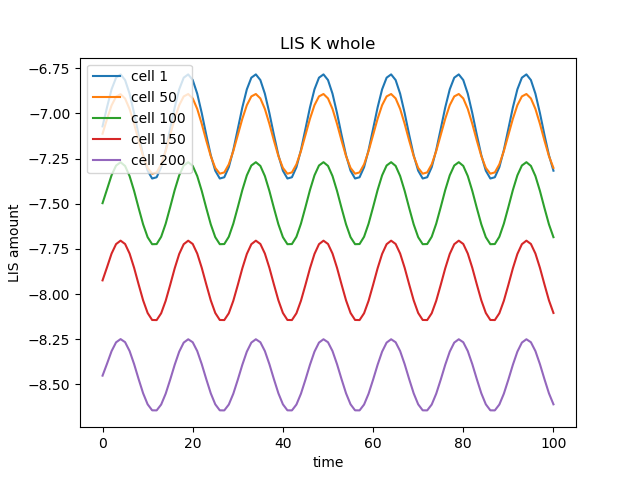 LIS K whole
cell 1
cell 50
cell 100
cell 150
cell 200
−6.75
−7.00
−7.25
−7.50
−7.75
−8.00
−8.25
−8.50
LIS amount
0 20 40 60 80 100
time